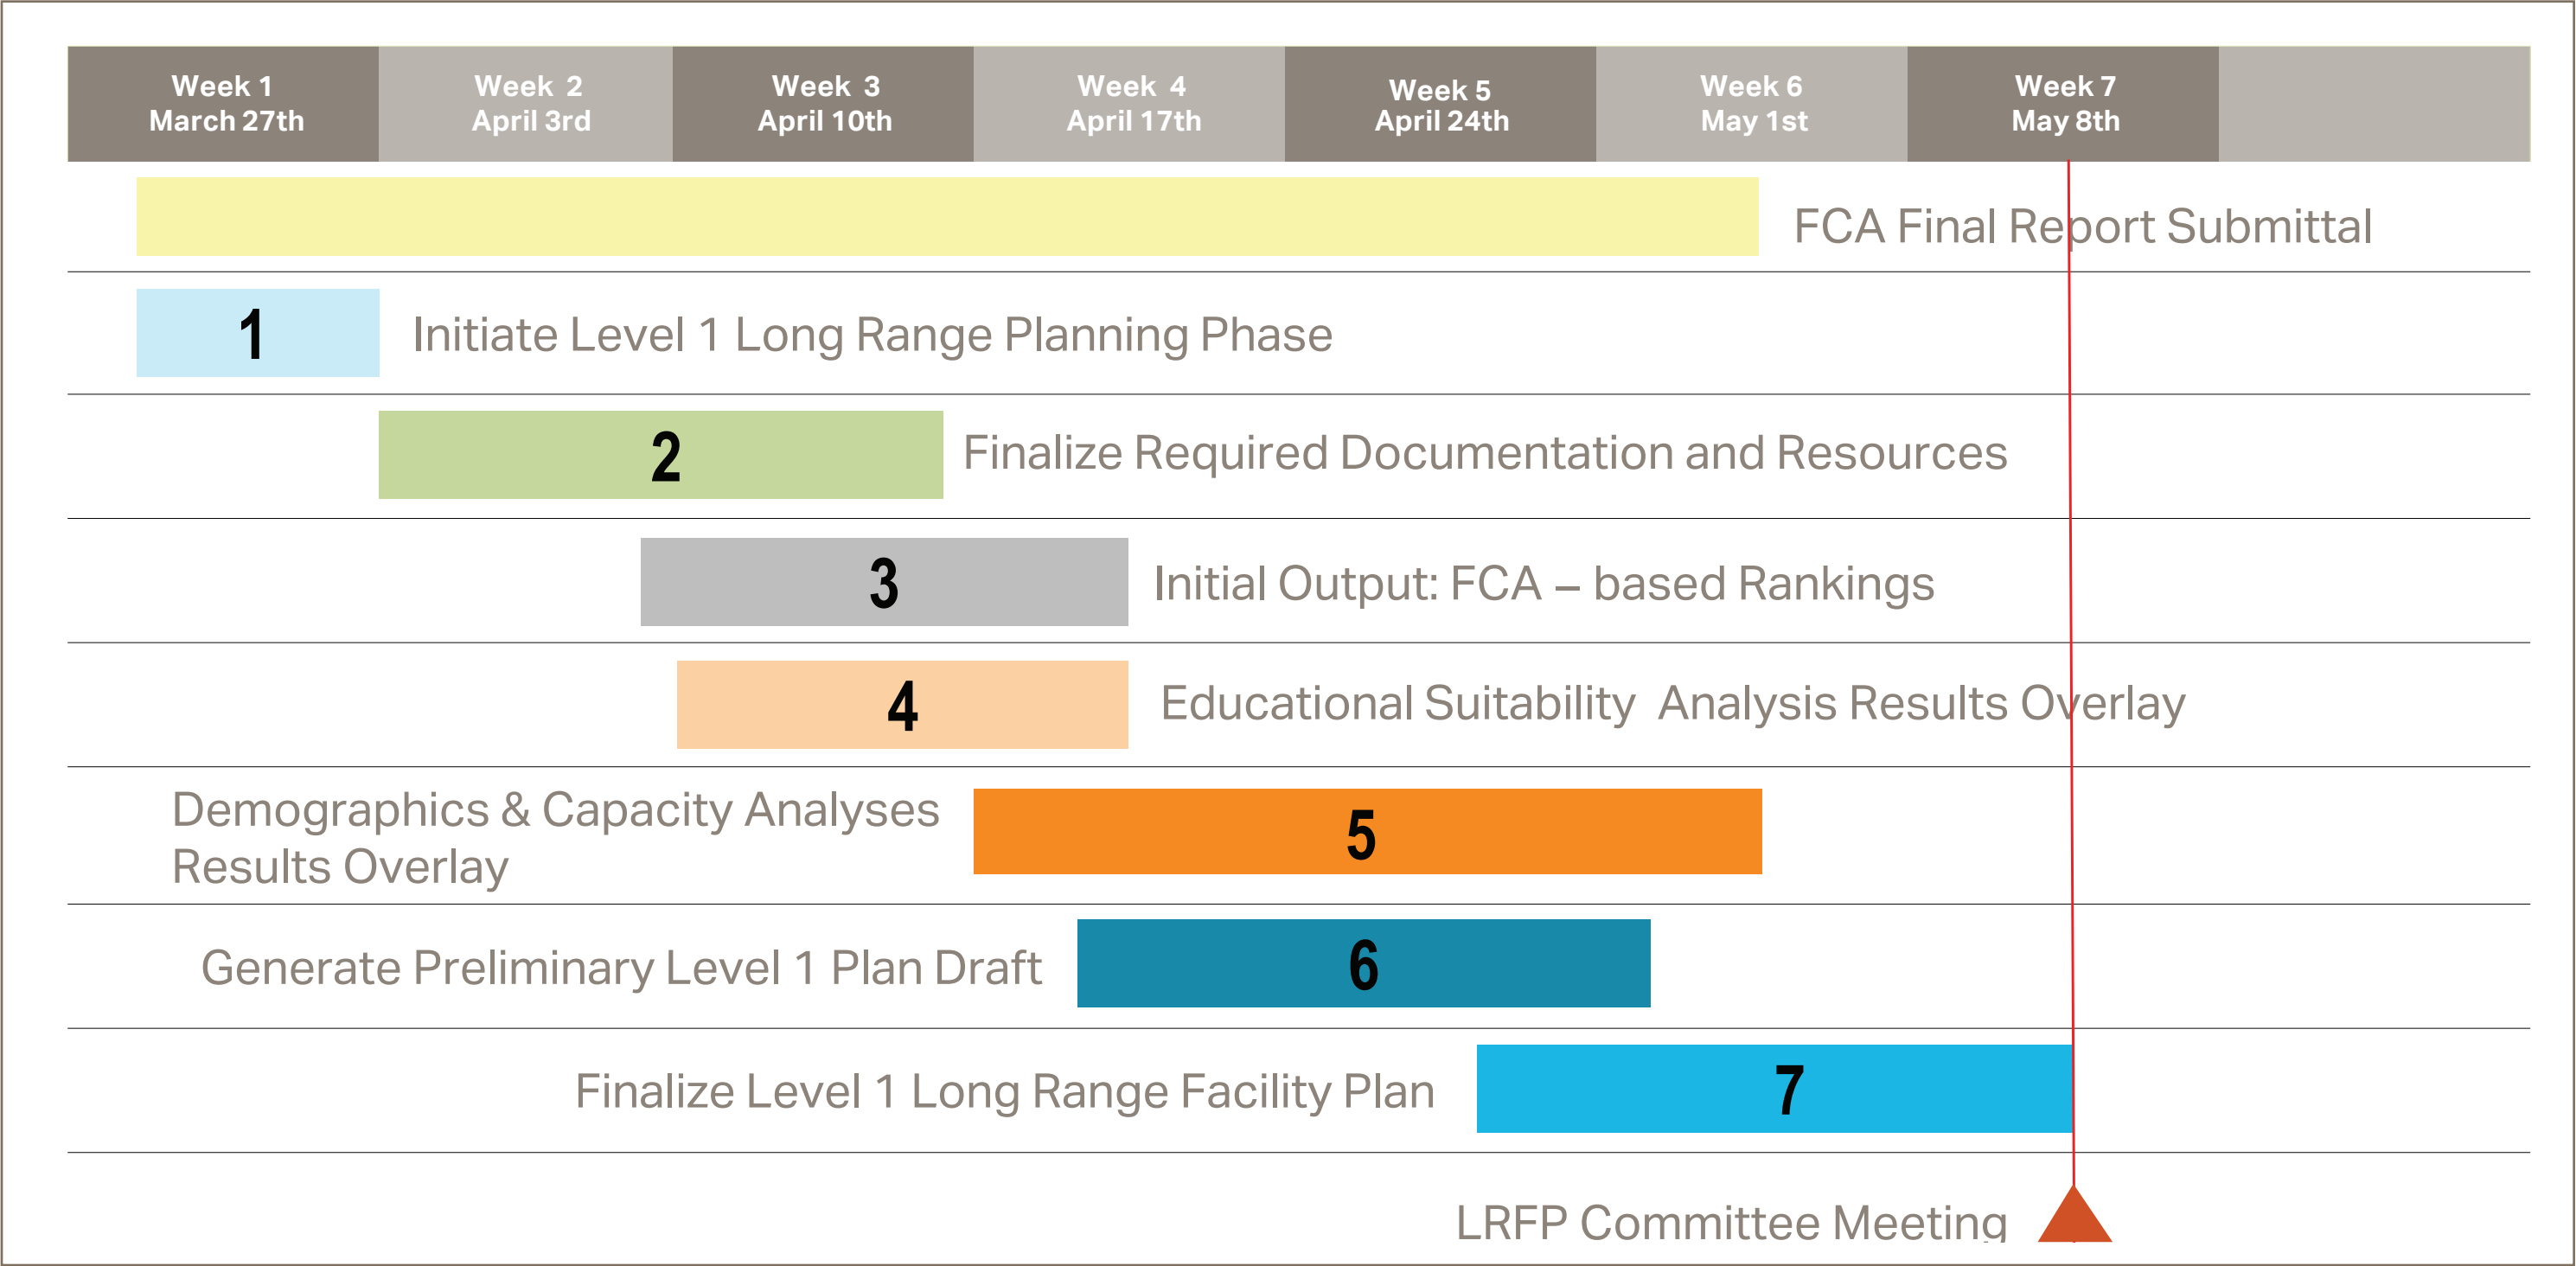 Week 1
March 27th
Week 2
April 3rd
Week 3
April 10th
Week 4
April 17th
Week 5
April 24th
Week 6
May 1st
Week 7
May 8th
FCA Final Report Submittal
1
Initiate Level 1 Long Range Planning Phase
2
Finalize Required Documentation and Resources
3
Initial Output: FCA – based Rankings
4
Educational Suitability Analysis Results Overlay
Demographics & Capacity Analyses
Results Overlay
5
Generate Preliminary Level 1 Plan Draft
6
Finalize Level 1 Long Range Facility Plan
7
LRFP Committee Meeting